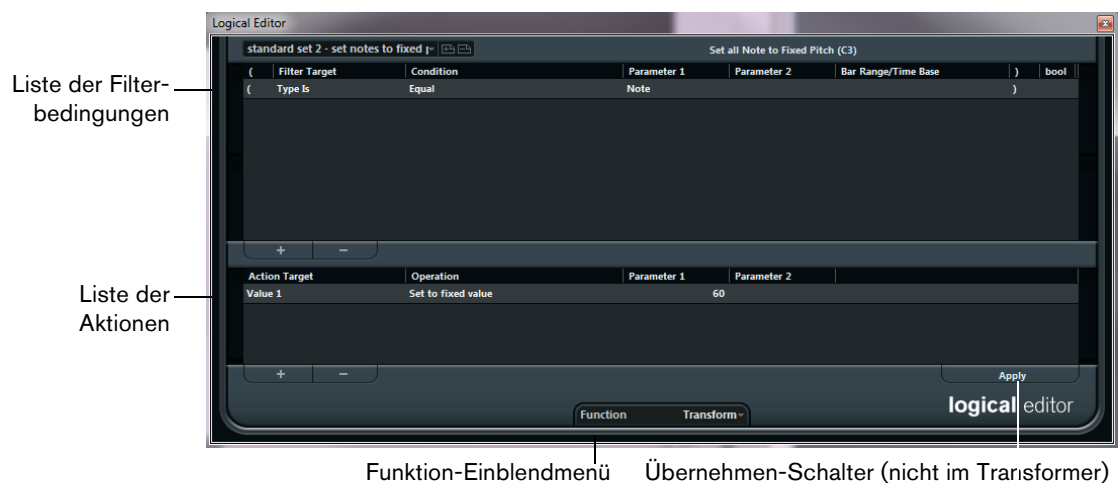 Logical Editor
standard set 2 - set notes to fixed p
Set all Note to Fixed Pitch (C3)
( Filter Target Condition Parameter 1 Parameter 2 Bar Range/Time Base ) bool
( Type Is Equal Note )
Liste der Filter-
bedingungen
+ −
Action Target Operation Parameter 1 Parameter 2
Value 1 Set to fixed value 60
Liste der
Aktionen
+ −
Apply
logical editor
Function Transform
Funktion-Einblendmenü Übernehmen-Schalter (nicht im Transformer)